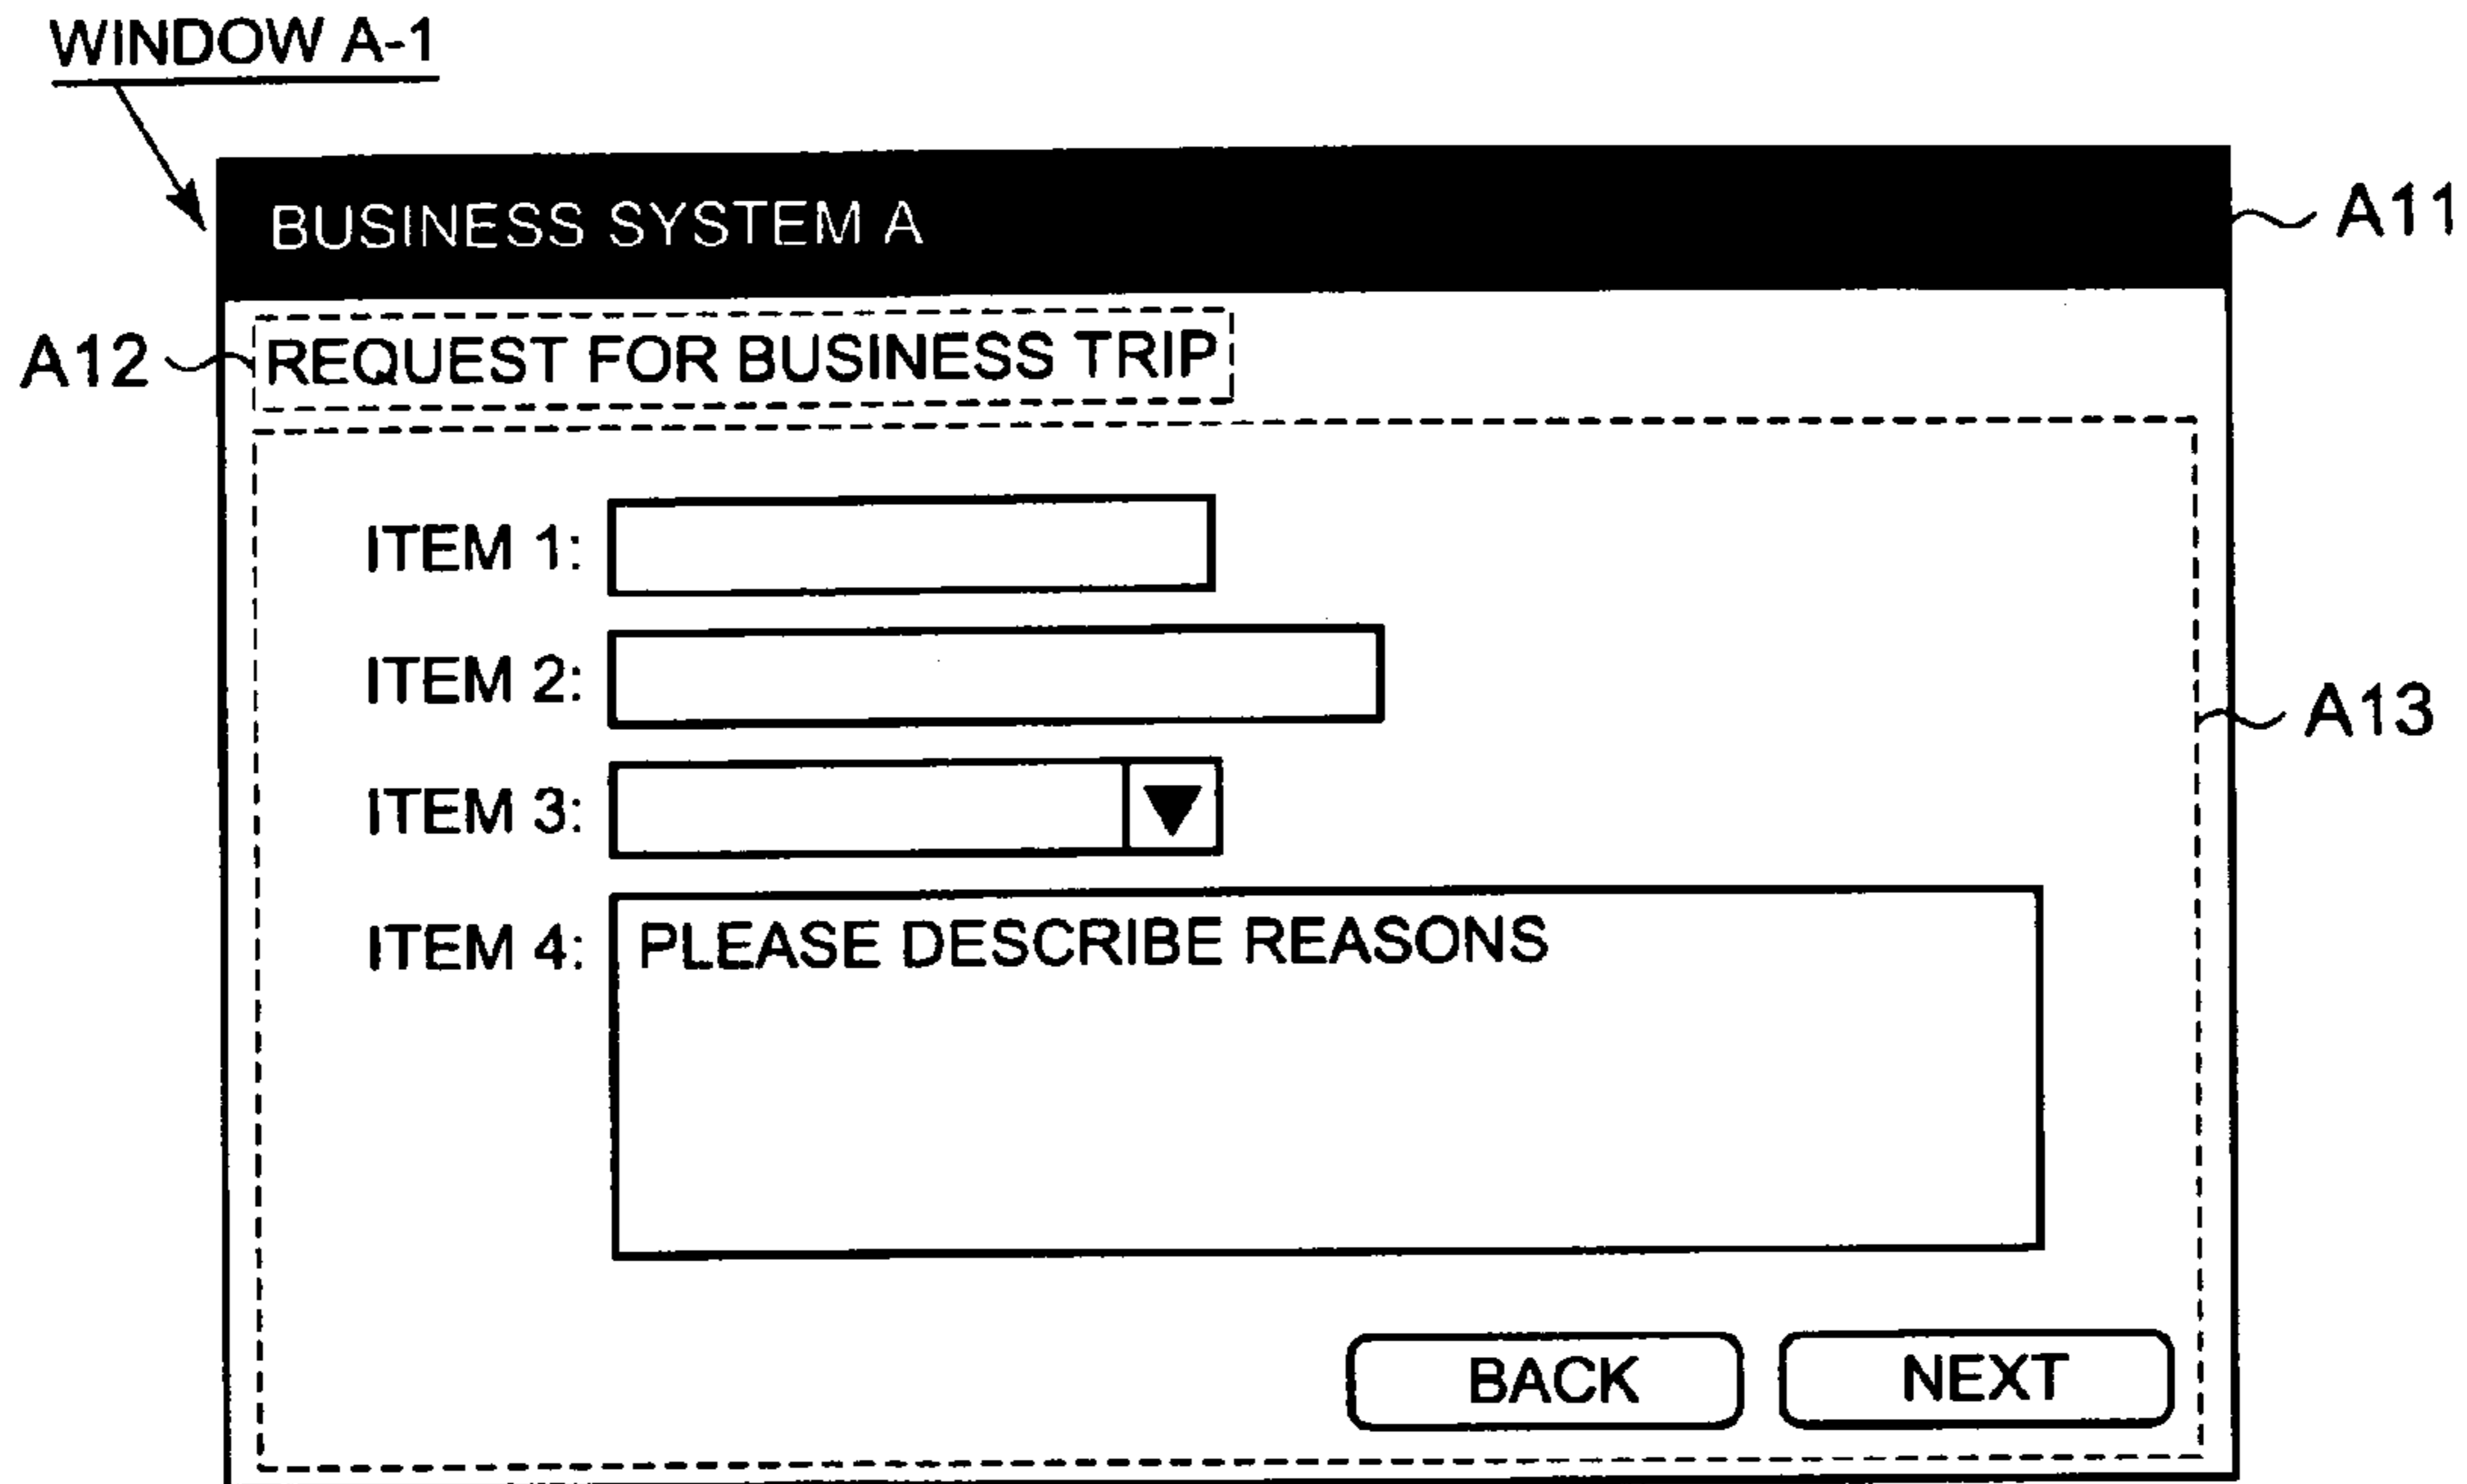 WINDOW A-1
BUSINESS SYSTEM A
A11
A12
REQUEST FOR BUSINESS TRIP
ITEM 1:
ITEM 2:
A13
ITEM 3:
ITEM 4: PLEASE DESCRIBE REASONS
BACK NEXT